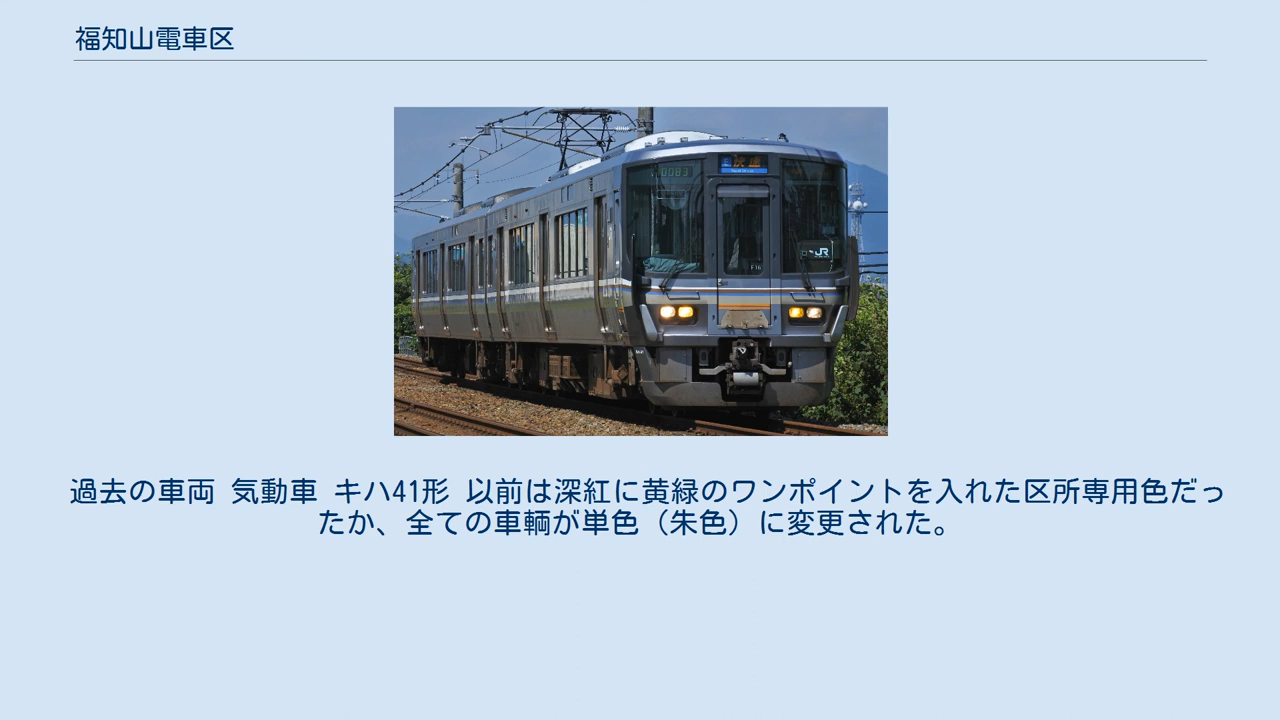 福知山電車区
快速
JR
過去の車両 気動車 キハ41形 以前は深紅に黄緑のワンポイントを入れた区所専用色だっ
たか、全ての車輌が単色（朱色）に変更された。